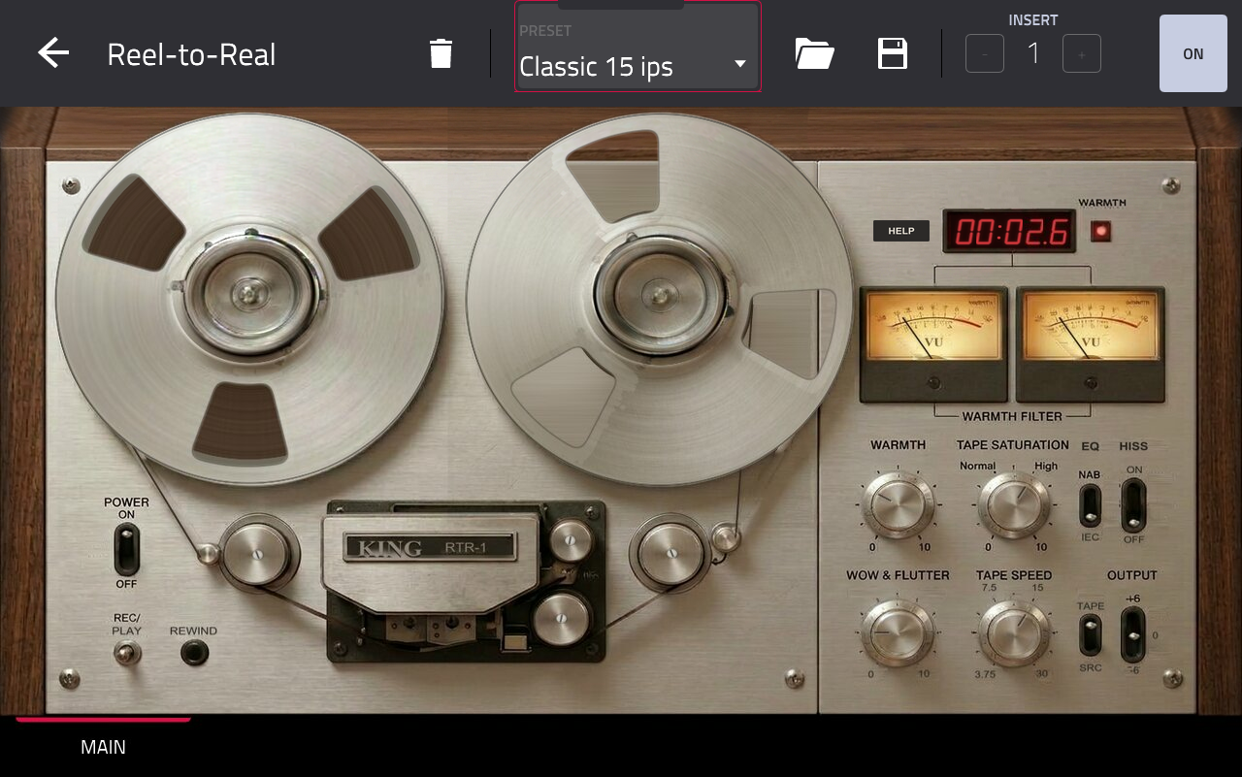 Reel-to-Real
PRESET
Classic 15 ips
INSERT
- 1 +
ON
WARMTH
HELP
00:02.6
VU
VU
WARMTH FILTER
WARMTH
TAPE SATURATION
EQ
HISS
Normal
High
NAB
ON
0
10
0
10
IEC
OFF
POWER
ON
OFF
KING RTR-1
WOW & FLUTTER
TAPE SPEED
OUTPUT
7.5
15
+6
TAPE
0
SRC
-6
0
10
3.75
30
REC/
PLAY
REWIND
MAIN